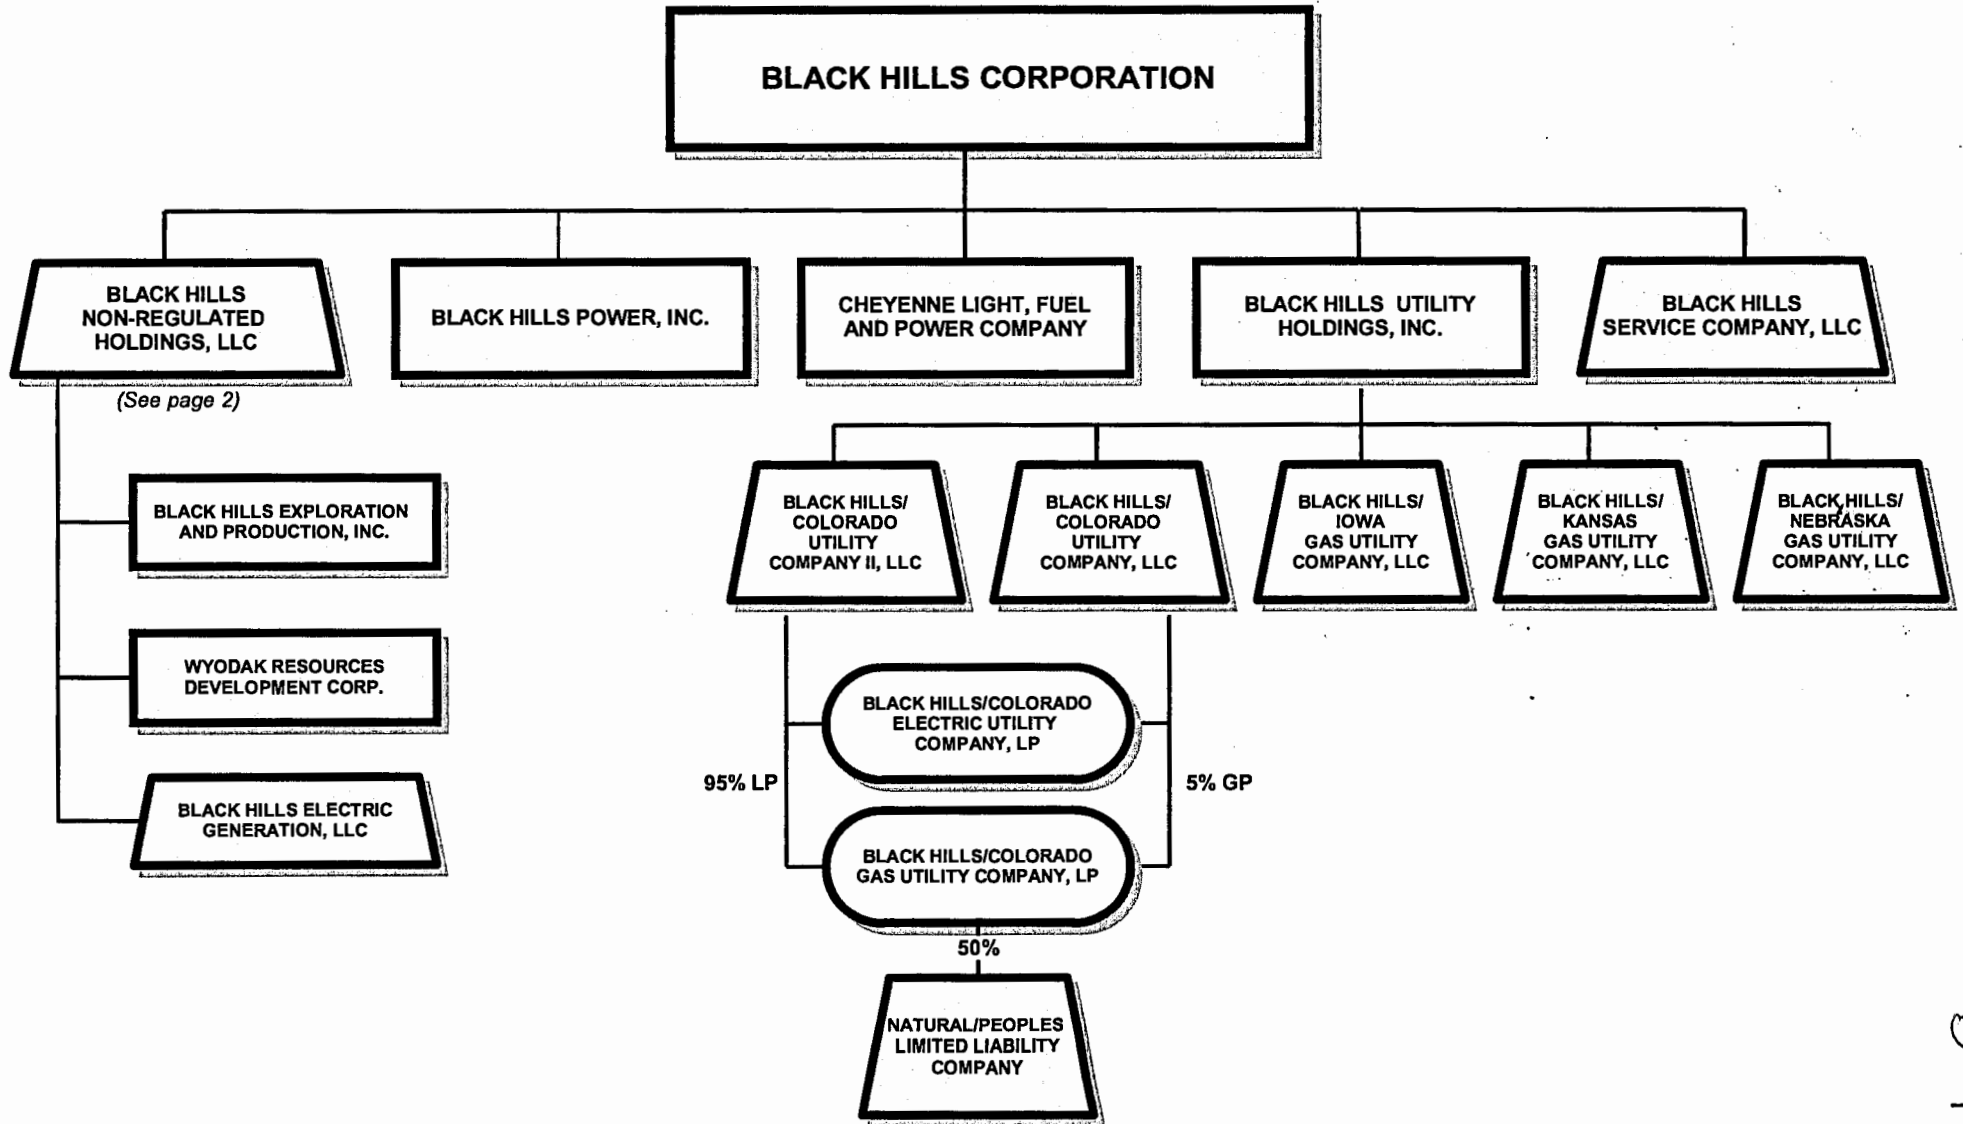 BLACK HILLS CORPORATION
BLACK HILLS
NON-REGULATED
HOLDINGS, LLC
(See page 2)
BLACK HILLS POWER, INC.
CHEYENNE LIGHT, FUEL
AND POWER COMPANY
BLACK HILLS UTILITY
HOLDINGS, INC.
BLACK HILLS
SERVICE COMPANY, LLC
BLACK HILLS EXPLORATION
AND PRODUCTION, INC.
WYODAK RESOURCES
DEVELOPMENT CORP.
BLACK HILLS ELECTRIC
GENERATION, LLC
BLACK HILLS/
COLORADO
UTILITY
COMPANY II, LLC
BLACK HILLS/
COLORADO
UTILITY
COMPANY, LLC
BLACK HILLS/
IOWA
GAS UTILITY
COMPANY, LLC
BLACK HILLS/
KANSAS
GAS UTILITY
COMPANY, LLC
BLACK HILLS/
NEBRASKA
GAS UTILITY
COMPANY, LLC
BLACK HILLS/COLORADO
ELECTRIC UTILITY
COMPANY, LP
95% LP
5% GP
BLACK HILLS/COLORADO
GAS UTILITY COMPANY, LP
50%
NATURAL/PEOPLES
LIMITED LIABILITY
COMPANY